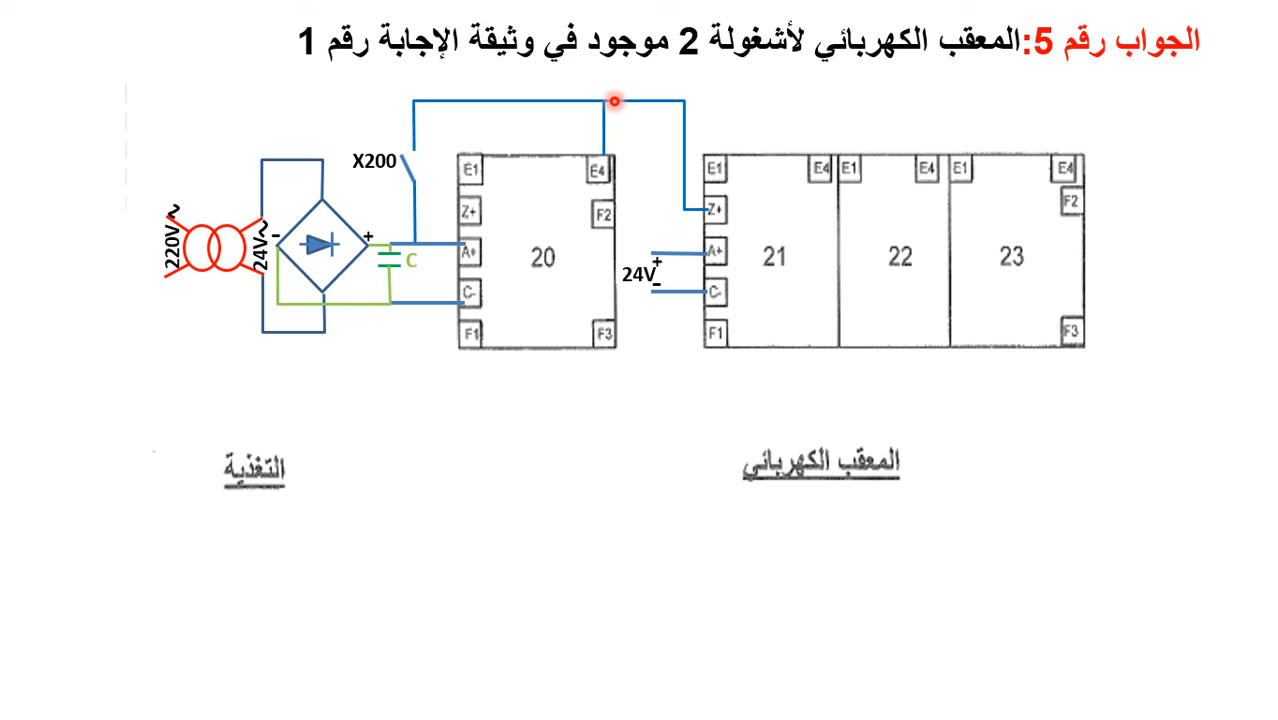 الجواب رقم 5:المعقب الكهربائي لأشغولة 2 موجود في وثيقة الإجابة رقم 1
X200
E1
E4
E1
E4
E1
E4
E1
E4
Z+
F2
Z+
F2
220V~
24V~
-
+
C
A+
20
24V
+
-
A+
21
22
23
C-
C-
F1
F3
F1
F3
التغذية
المعقب الكهربائي